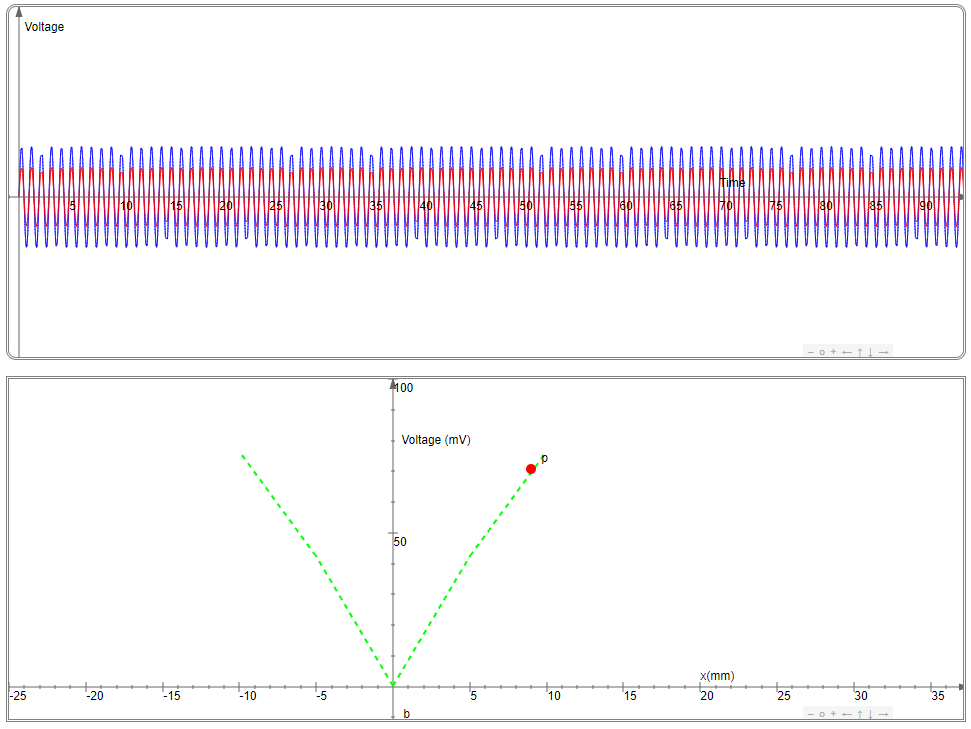 Voltage
Time
5 10 15 20 25 30 35 40 45 50 55 60 65 70 75 80 85 90
− o + ← ↑ ↓ →
100
Voltage (mV)
p
50
x(mm)
-25 -20 -15 -10 -5 5 10 15 20 25 30 35
b
− o + ← ↑ ↓ →